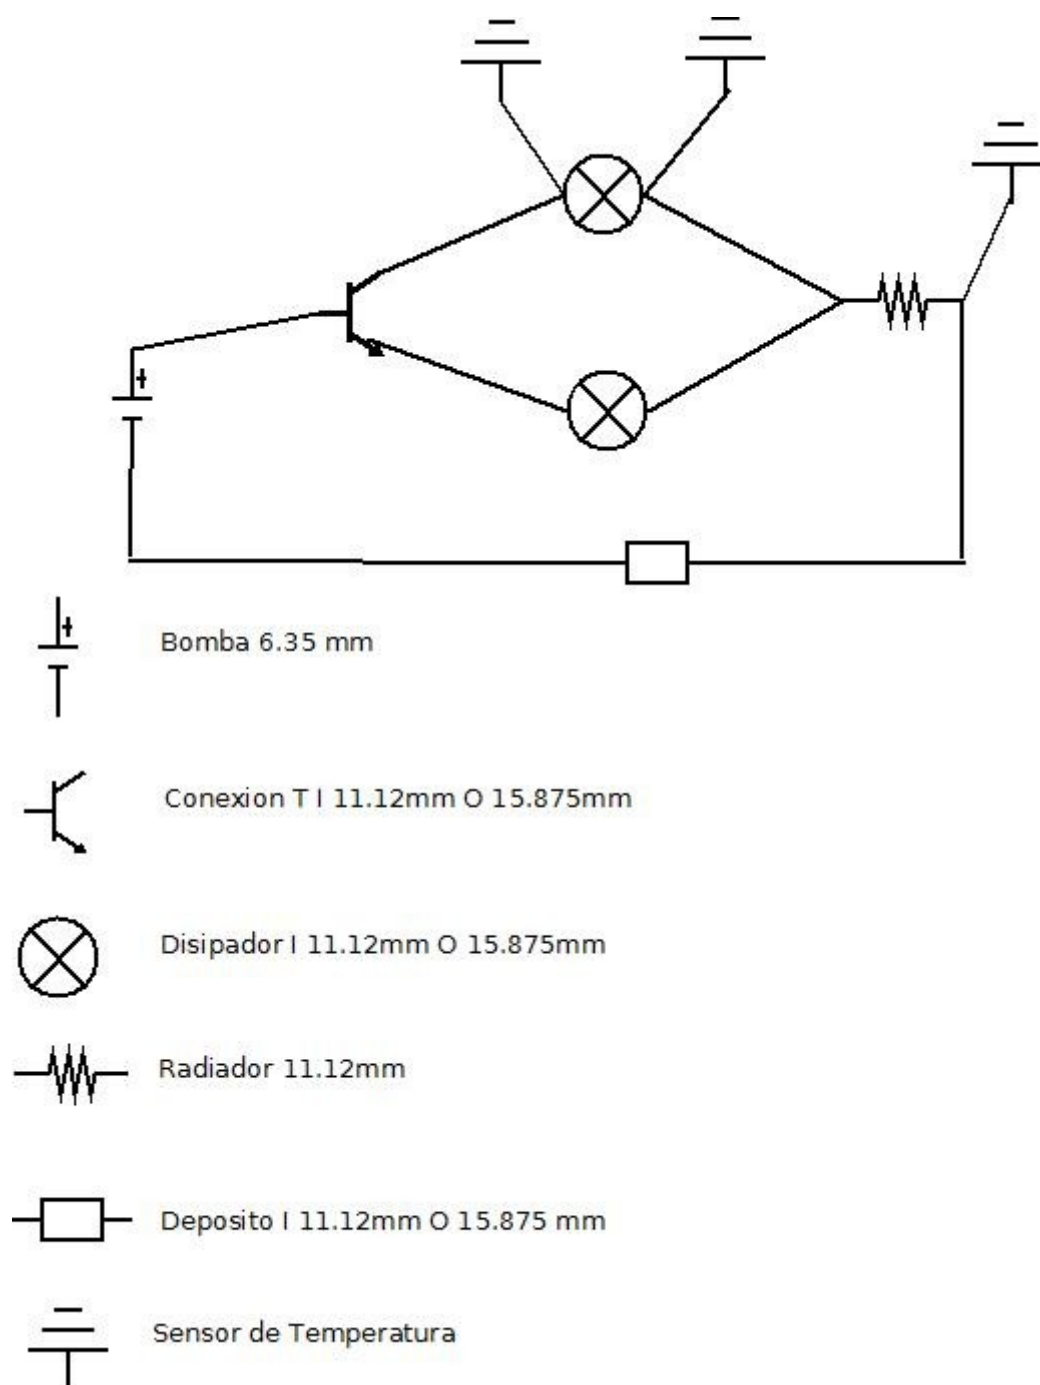 +
+
Bomba 6.35 mm
Conexion T I 11.12mm O 15.875mm
Disipador I 11.12mm O 15.875mm
Radiador 11.12mm
Deposito I 11.12mm O 15.875 mm
Sensor de Temperatura